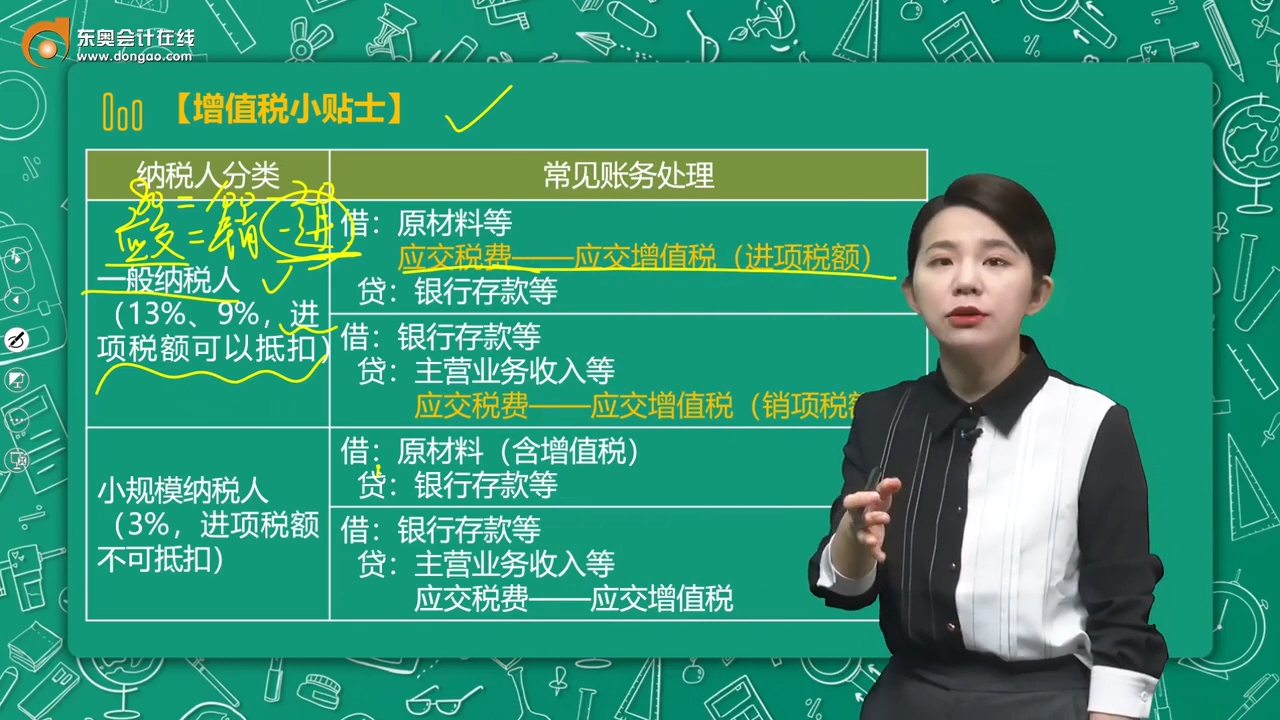 东奥会计在线
www.dongao.com
【增值税小贴士】
纳税人分类
常见账务处理
80 = 100 - 20
应交 = 销 - 进
一般纳税人
（13%、9%，进
项税额可以抵扣）
借：原材料等
应交税费——应交增值税（进项税额）
贷：银行存款等
借：银行存款等
贷：主营业务收入等
应交税费——应交增值税（销项税
小规模纳税人
（3%，进项税额
不可抵扣）
借：原材料（含增值税）
贷：银行存款等
借：银行存款等
贷：主营业务收入等
应交税费——应交增值税